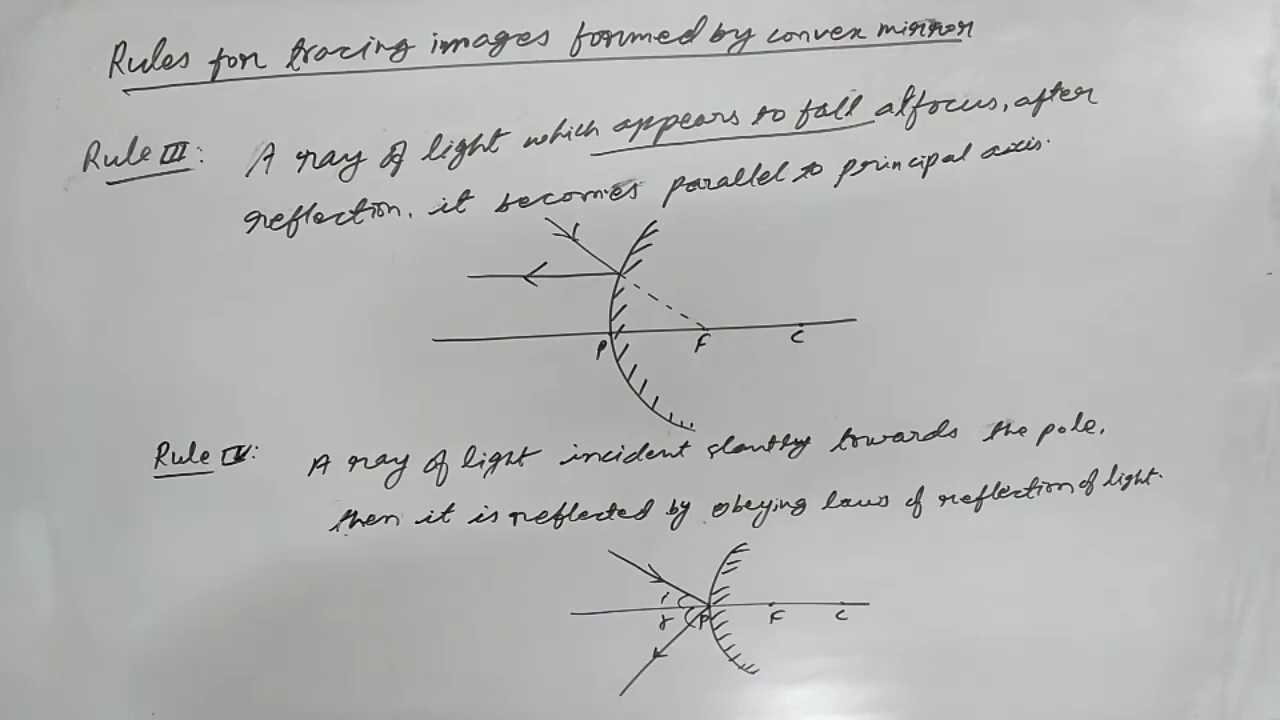 Rules for tracing images formed by convex mirror
Rule III: A ray of light which appears to fall at focus, after
reflection, it becomes parallel to principal axis.
P F C
Rule IV: A ray of light incident slantly towards the pole,
then it is reflected by obeying laws of reflection of light.
i
r P F C